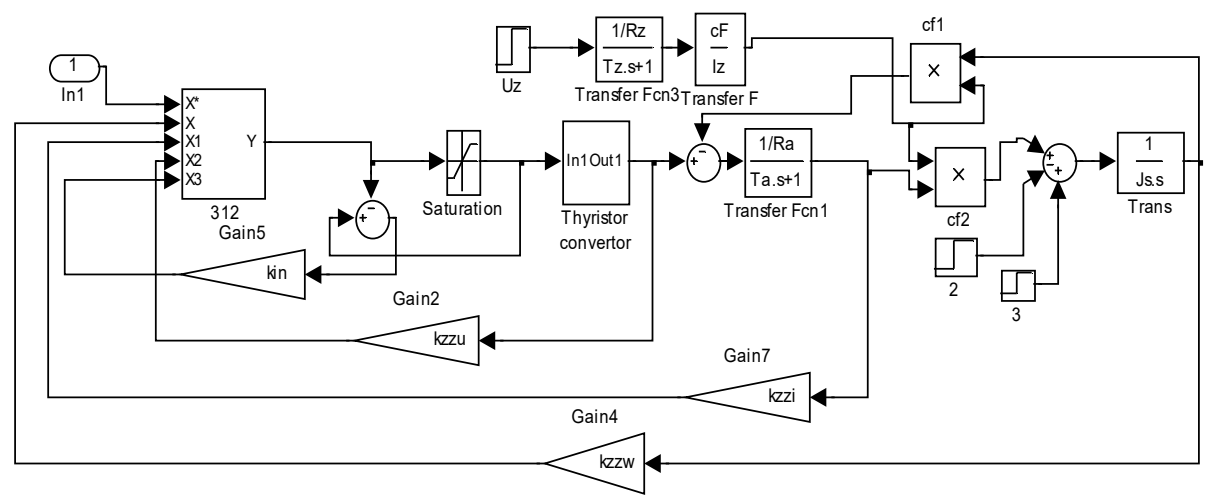 cf1
1/Rz
Tz.s+1
cF
Iz
×
Uz
Transfer Fcn3
Transfer F
1
In1
X*
X
X1
X2
X3
Y
312
Gain5
Saturation
In1
Out1
Thyristor
convertor
1/Ra
Ta.s+1
Transfer Fcn1
×
cf2
1
Js.s
Trans
2
3
kin
Gain2
kzzu
Gain7
kzzi
Gain4
kzzw